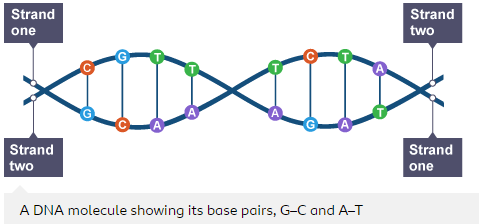 Strand one
Strand two
C G T T T C T A
G C A A A G A T
Strand two
Strand one
A DNA molecule showing its base pairs, G–C and A–T